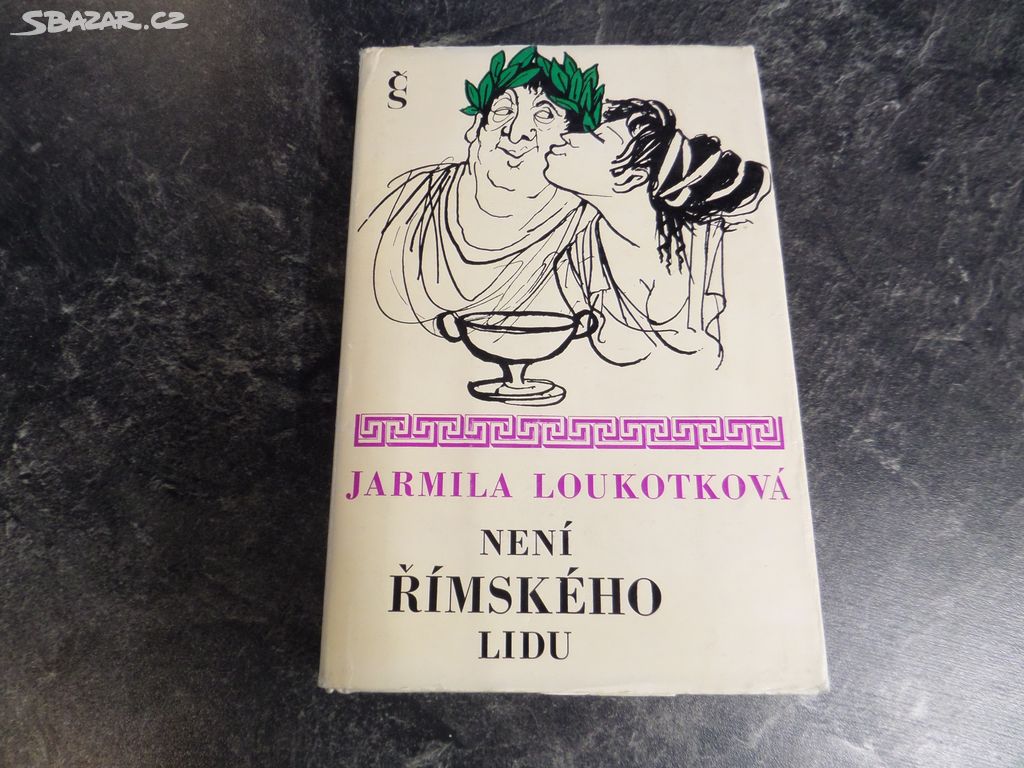 SBAZAR.CZ
ČS
JARMILA LOUKOTKOVÁ
NENÍ
ŘÍMSKÉHO
LIDU